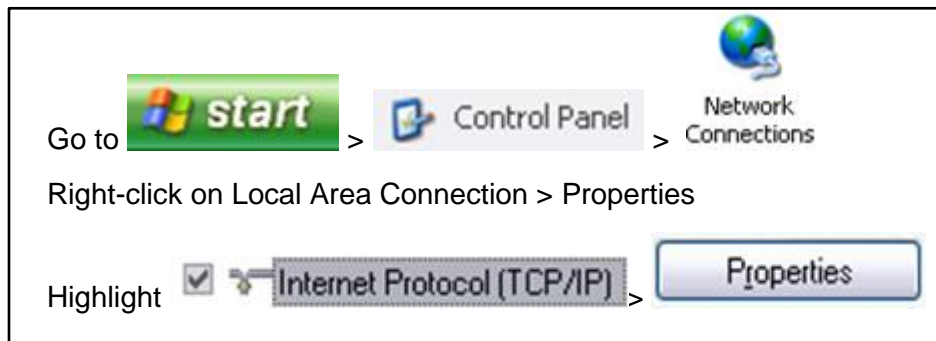 Go to start > Control Panel > Network Connections
Right-click on Local Area Connection > Properties
Highlight Internet Protocol (TCP/IP) > Properties